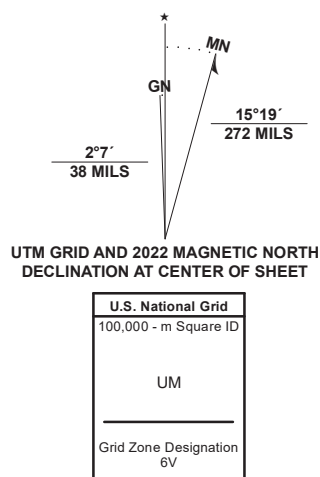 ★
MN
GN
15°19´
272 MILS
2°7´
38 MILS
UTM GRID AND 2022 MAGNETIC NORTH
DECLINATION AT CENTER OF SHEET
U.S. National Grid
100,000 - m Square ID
UM
Grid Zone Designation
6V